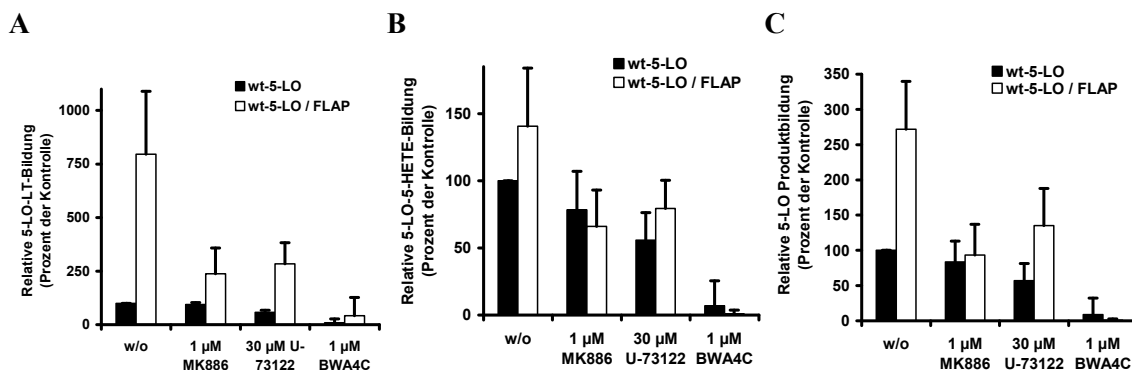 A
Relative 5-LO-LT-Bildung
(Prozent der Kontrolle)
wt-5-LO
wt-5-LO / FLAP
1000
750
500
250
0
w/o
1 µM
MK886
30 µM U-
73122
1 µM
BWA4C
B
Relative 5-LO-5-HETE-Bildung
(Prozent der Kontrolle)
wt-5-LO
wt-5-LO / FLAP
150
100
50
0
w/o
1 µM
MK886
30 µM
U-73122
1 µM
BWA4C
C
Relative 5-LO Produktbildung
(Prozent der Kontrolle)
wt-5-LO
wt-5-LO / FLAP
350
300
250
200
150
100
50
0
w/o
1 µM
MK886
30 µM
U-73122
1 µM
BWA4C